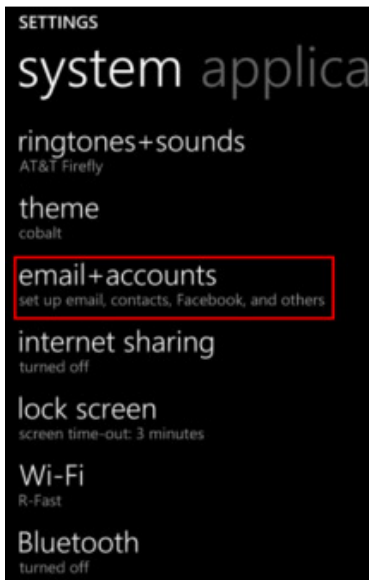 SETTINGS
system applica
ringtones+sounds
AT&T Firefly
theme
cobalt
email+accounts
set up email, contacts, Facebook, and others
internet sharing
turned off
lock screen
screen time-out: 3 minutes
Wi-Fi
R-Fast
Bluetooth
turned off